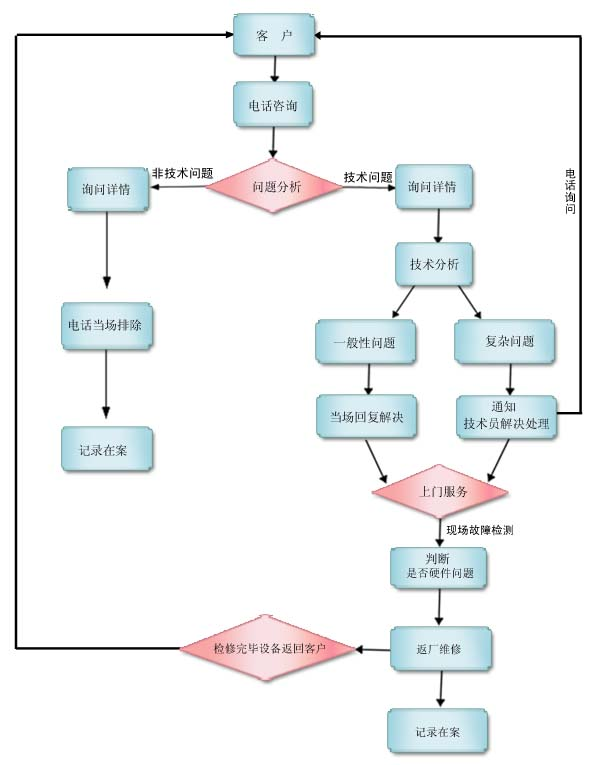 客 户
电话咨询
非技术问题
技术问题
询问详情
问题分析
询问详情
电话询问
技术分析
电话当场排除
一般性问题
复杂问题
当场回复解决
通知
技术员解决处理
记录在案
上门服务
现场故障检测
判断
是否硬件问题
检修完毕设备返回客户
返厂维修
记录在案